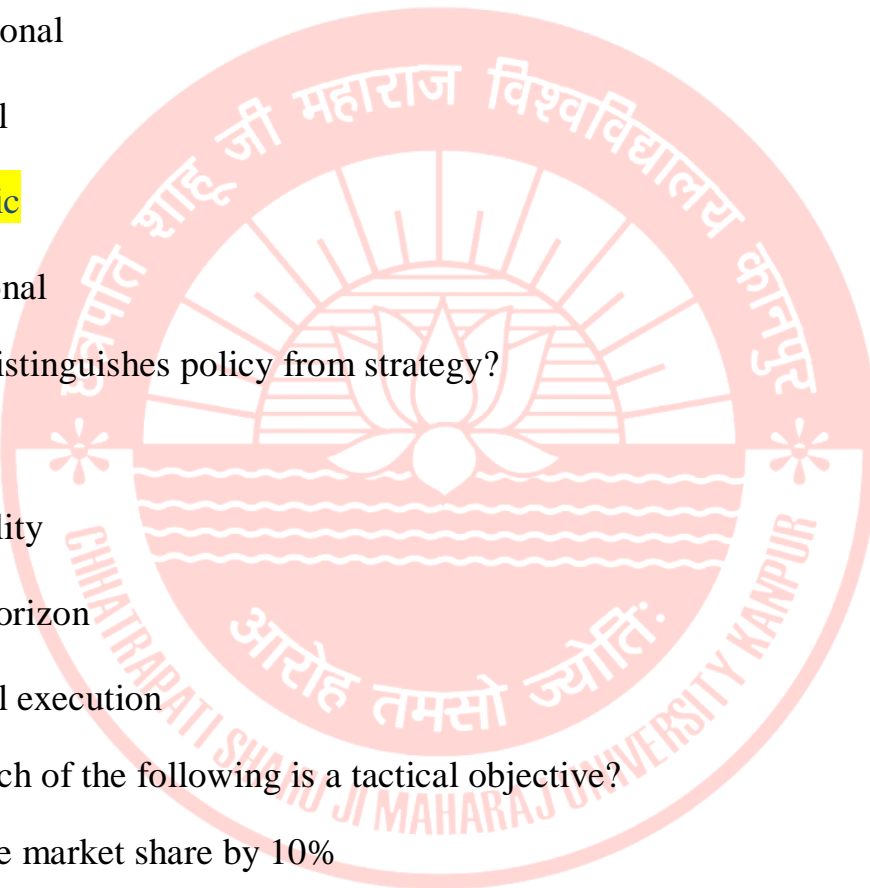 onal
l
ic
onal
istinguishes policy from strategy?
lity
orizon
l execution
ch of the following is a tactical objective?
e market share by 10%
छत्रपति शाहू जी महाराज विश्वविद्यालय कानपुर
आरोह तमसो ज्योतिः
CHHATRAPATI SHAHU JI MAHARAJ UNIVERSITY KANPUR